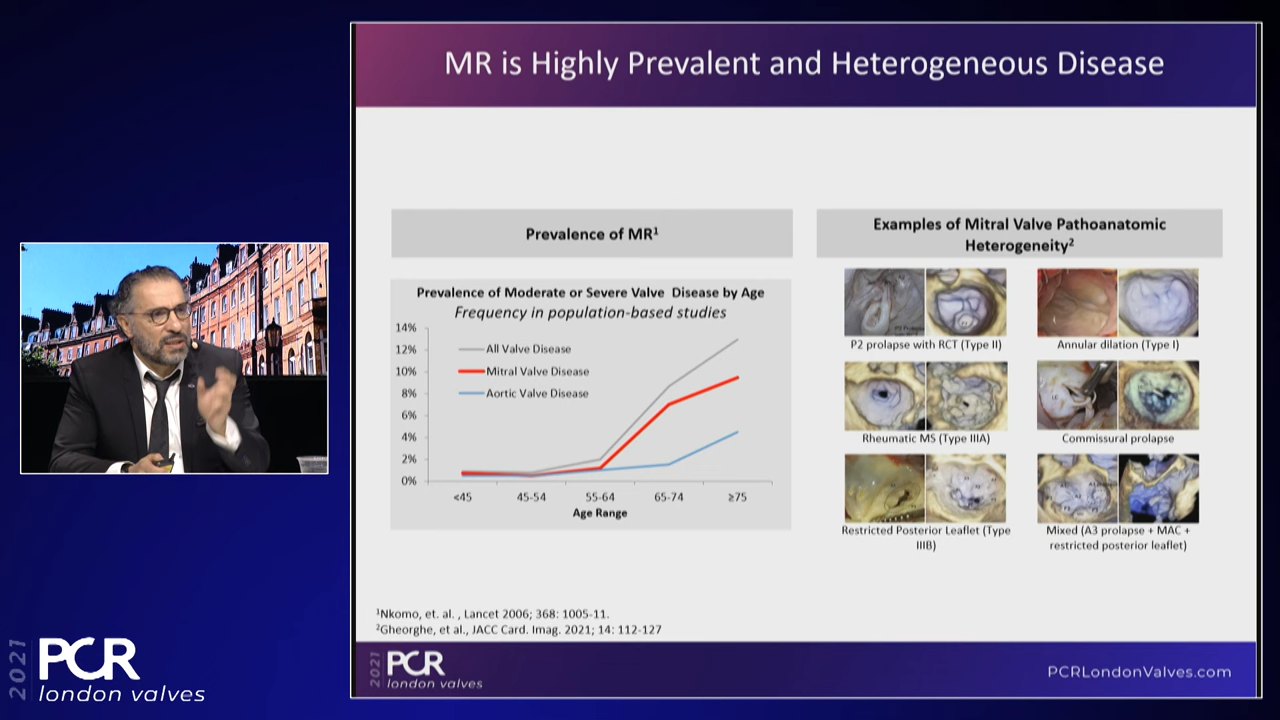 MR is Highly Prevalent and Heterogeneous Disease
Prevalence of MR¹
Prevalence of Moderate or Severe Valve Disease by Age
Frequency in population-based studies
14%
12%
10%
8%
6%
4%
2%
0%
All Valve Disease
Mitral Valve Disease
Aortic Valve Disease
<45
45-54
55-64
65-74
≥75
Age Range
Examples of Mitral Valve Pathoanatomic
Heterogeneity²
P2 prolapse with RCT (Type II)
Annular dilation (Type I)
Rheumatic MS (Type IIIA)
Commissural prolapse
Restricted Posterior Leaflet (Type
IIIB)
Mixed (A3 prolapse + MAC +
restricted posterior leaflet)
¹Nkomo, et. al. , Lancet 2006; 368: 1005-11.
²Gheorghe, et al., JACC Card. Imag. 2021; 14: 112-127
2021
PCR
london valves
PCRLondonValves.com
2021
PCR
london valves